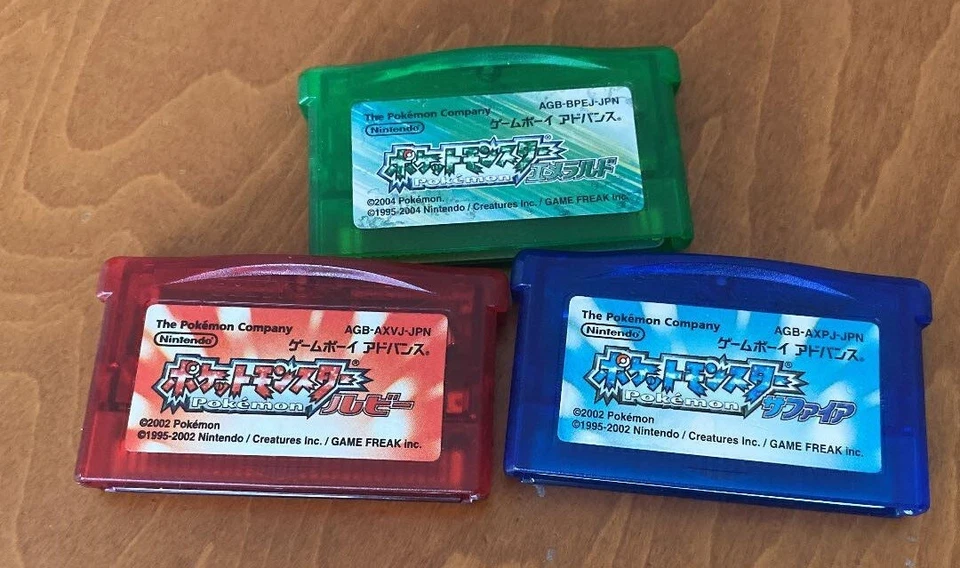 The Pokémon Company
AGB-BPEJ-JPN
Nintendo®
ゲームボーイ アドバンス®
ポケットモンスター®
Pokémon エメラルド
©2004 Pokémon.
©1995-2004 Nintendo / Creatures Inc. / GAME FREAK inc.
The Pokémon Company
AGB-AXVJ-JPN
Nintendo®
ゲームボーイ アドバンス®
ポケットモンスター®
Pokémon ルビー
©2002 Pokémon
©1995-2002 Nintendo / Creatures Inc. / GAME FREAK inc.
The Pokémon Company
AGB-AXPJ-JPN
Nintendo®
ゲームボーイ アドバンス®
ポケットモンスター®
Pokémon サファイア
©2002 Pokémon
©1995-2002 Nintendo / Creatures Inc. / GAME FREAK inc.